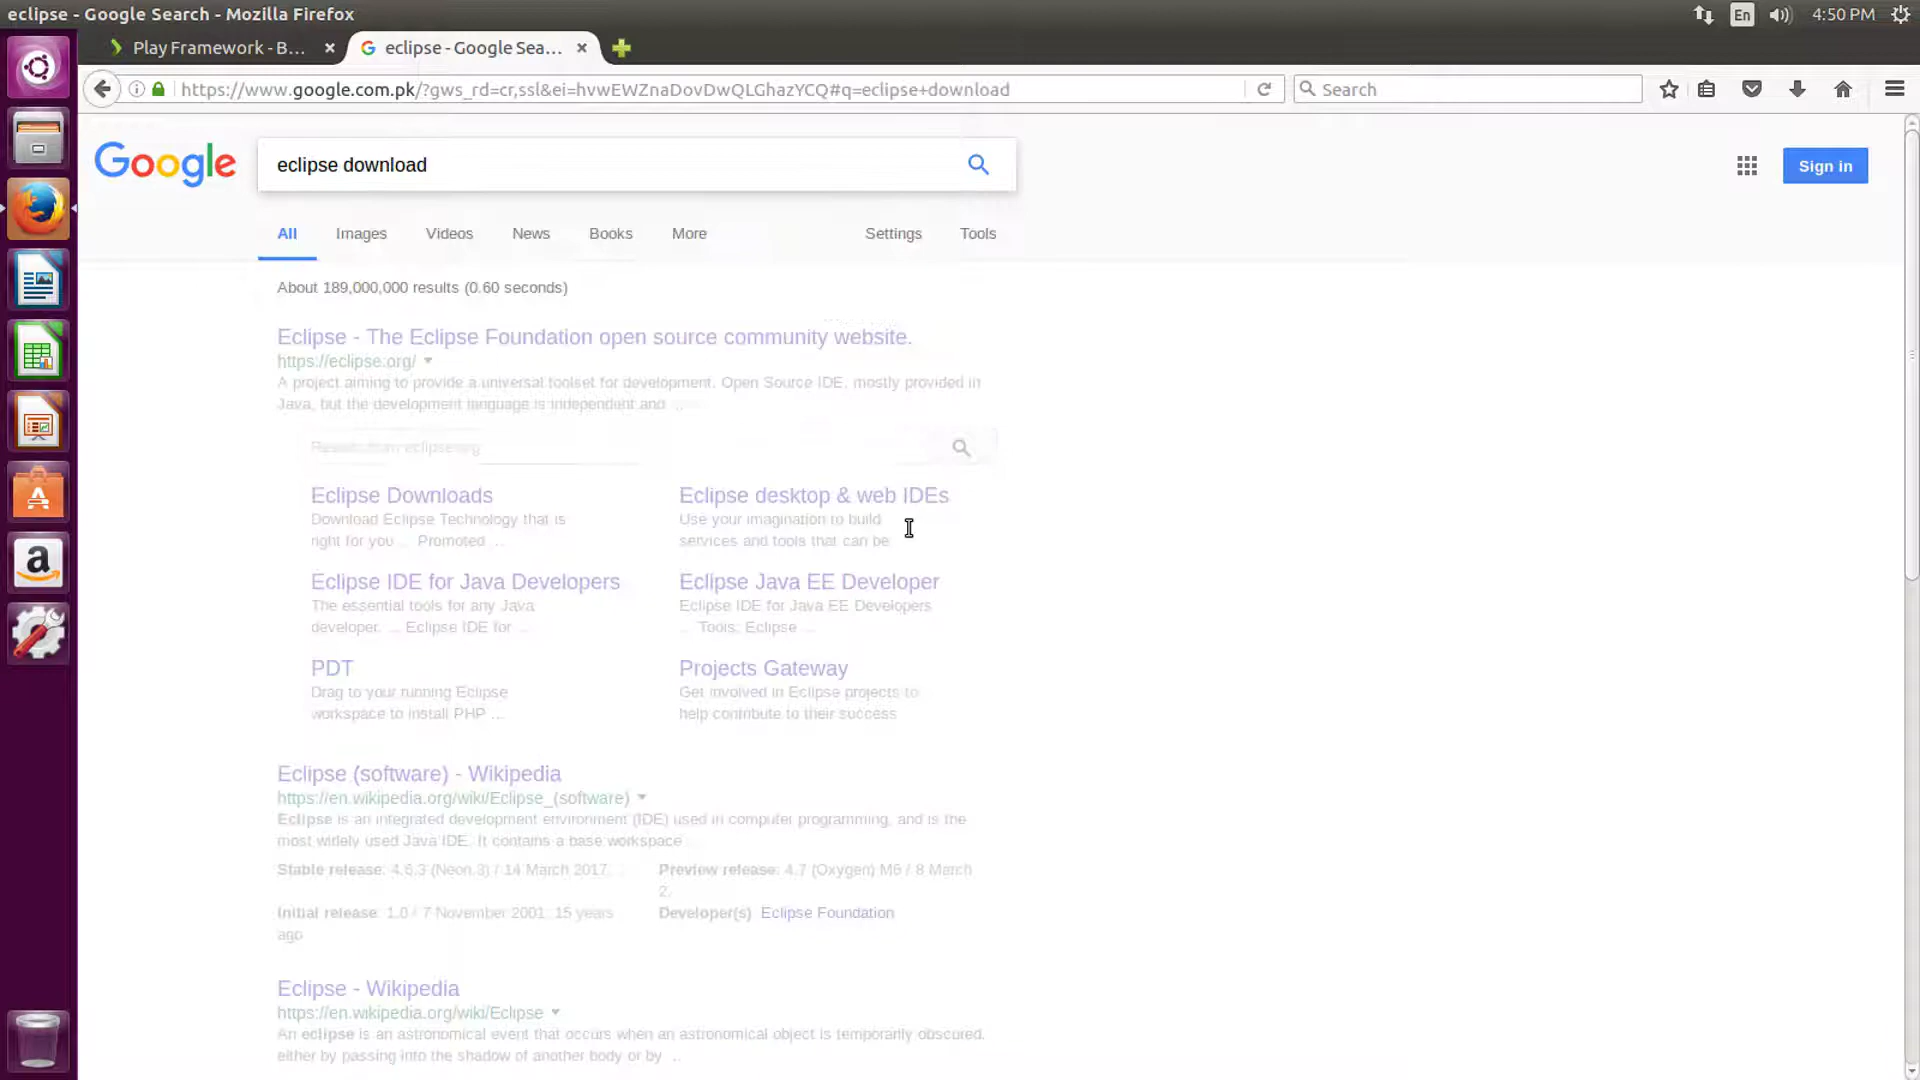 eclipse - Google Search - Mozilla Firefox
En
4:50 PM
Play Framework - B...
eclipse - Google Sea...
https://www.google.com.pk/?gws_rd=cr,ssl&ei=hvwEWZnaDovDwQLGhazYCQ#q=eclipse+download
Search
Google
eclipse download
Sign in
All Images Videos News Books More Settings Tools
About 189,000,000 results (0.60 seconds)
Eclipse - The Eclipse Foundation open source community website.
https://eclipse.org/
A project aiming to provide a universal toolset for development. Open Source IDE, mostly provided in
Java, but the development language is independent and ...
Results from eclipse.org
Eclipse Downloads
Download Eclipse Technology that is
right for you ... Promoted ...
Eclipse desktop & web IDEs
Use your imagination to build
services and tools that can be
Eclipse IDE for Java Developers
The essential tools for any Java
developer, ... Eclipse IDE for ...
Eclipse Java EE Developer
Eclipse IDE for Java EE Developers
... Tools; Eclipse ...
PDT
Drag to your running Eclipse
workspace to install PHP ...
Projects Gateway
Get involved in Eclipse projects to
help contribute to their success
Eclipse (software) - Wikipedia
https://en.wikipedia.org/wiki/Eclipse_(software)
Eclipse is an integrated development environment (IDE) used in computer programming, and is the
most widely used Java IDE. It contains a base workspace ...
Stable release: 4.6.3 (Neon.3) / 14 March 2017; ...
Preview release: 4.7 (Oxygen) M6 / 8 March
2.
Initial release: 1.0 / 7 November 2001; 15 years
ago
Developer(s): Eclipse Foundation
Eclipse - Wikipedia
https://en.wikipedia.org/wiki/Eclipse
An eclipse is an astronomical event that occurs when an astronomical object is temporarily obscured,
either by passing into the shadow of another body or by ...